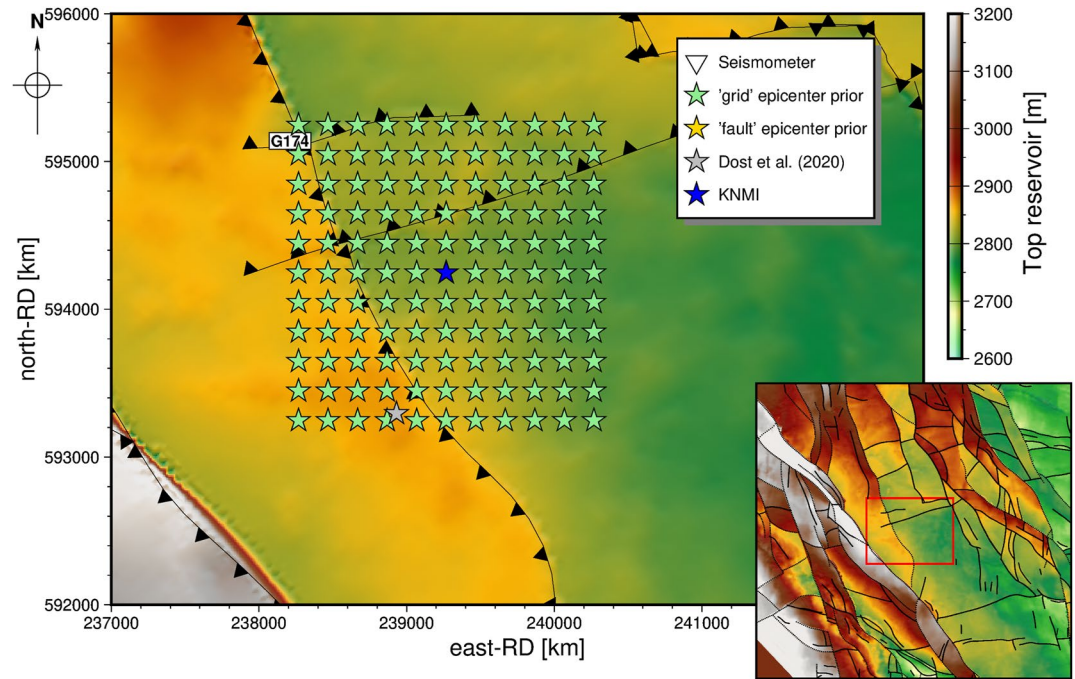 596000
595000
594000
593000
592000
north-RD [km]
N
G174
Seismometer
'grid' epicenter prior
'fault' epicenter prior
Dost et al. (2020)
KNMI
237000
238000
239000
240000
241000
east-RD [km]
3200
3100
3000
2900
2800
2700
2600
Top reservoir [m]